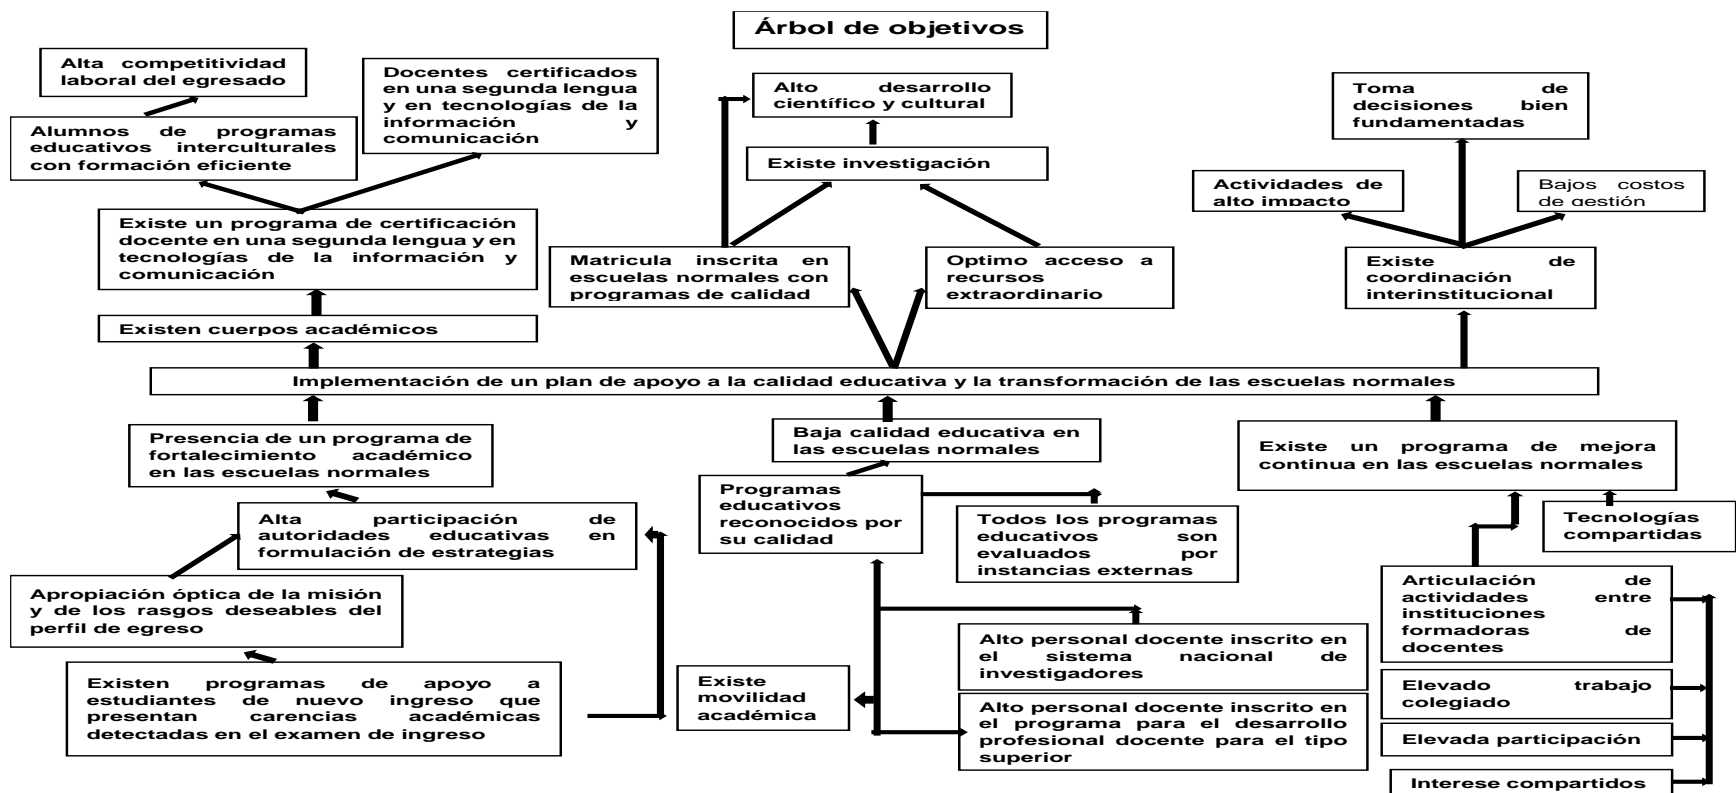 Árbol de objetivos
Alta competitividad
laboral del egresado
Docentes certificados
en una segunda lengua
y en tecnologías de la
información y
comunicación
Alto desarrollo
científico y cultural
Toma de
decisiones bien
fundamentadas
Alumnos de programas
educativos interculturales
con formación eficiente
Existe investigación
Actividades de
alto impacto
Bajos costos
de gestión
Existe un programa de certificación
docente en una segunda lengua y en
tecnologías de la información y
comunicación
Matricula inscrita en
escuelas normales con
programas de calidad
Optimo acceso a
recursos
extraordinario
Existe de
coordinación
interinstitucional
Existen cuerpos académicos
Implementación de un plan de apoyo a la calidad educativa y la transformación de las escuelas normales
Presencia de un programa de
fortalecimiento académico
en las escuelas normales
Baja calidad educativa en
las escuelas normales
Existe un programa de mejora
continua en las escuelas normales
Programas
educativos
reconocidos por
su calidad
Alta participación de
autoridades educativas en
formulación de estrategias
Todos los programas
educativos son
evaluados por
instancias externas
Tecnologías
compartidas
Apropiación óptica de la misión
y de los rasgos deseables del
perfil de egreso
Articulación de
actividades entre
instituciones
formadoras de
docentes
Alto personal docente inscrito en
el sistema nacional de
investigadores
Existen programas de apoyo a
estudiantes de nuevo ingreso que
presentan carencias académicas
detectadas en el examen de ingreso
Existe
movilidad
académica
Elevado trabajo
colegiado
Alto personal docente inscrito en
el programa para el desarrollo
profesional docente para el tipo
superior
Elevada participación
Interese compartidos